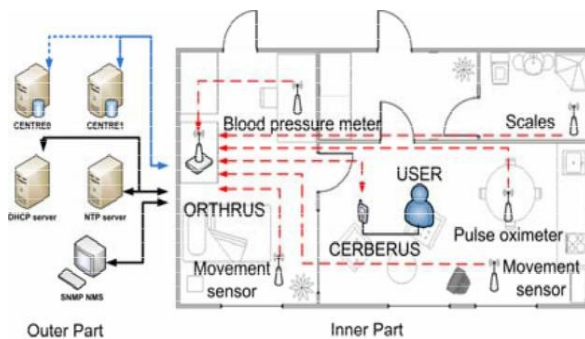 CENTRE0
CENTRE1
Blood pressure meter
Scales
DHCP server
NTP server
ORTHRUS
USER
CERBERUS
Pulse oximeter
SNMP NMS
Movement
sensor
Movement
sensor
Outer Part
Inner Part